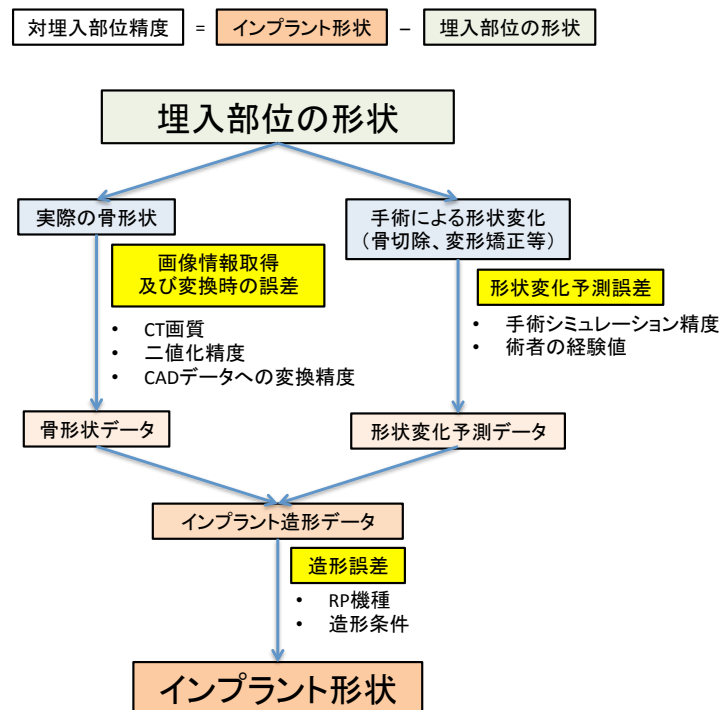 対埋入部位精度 = インプラント形状 − 埋入部位の形状
埋入部位の形状
実際の骨形状
手術による形状変化
（骨切除、変形矯正等）
画像情報取得
及び変換時の誤差
• CT画質
• 二値化精度
• CADデータへの変換精度
形状変化予測誤差
• 手術シミュレーション精度
• 術者の経験値
骨形状データ
形状変化予測データ
インプラント造形データ
造形誤差
• RP機種
• 造形条件
インプラント形状